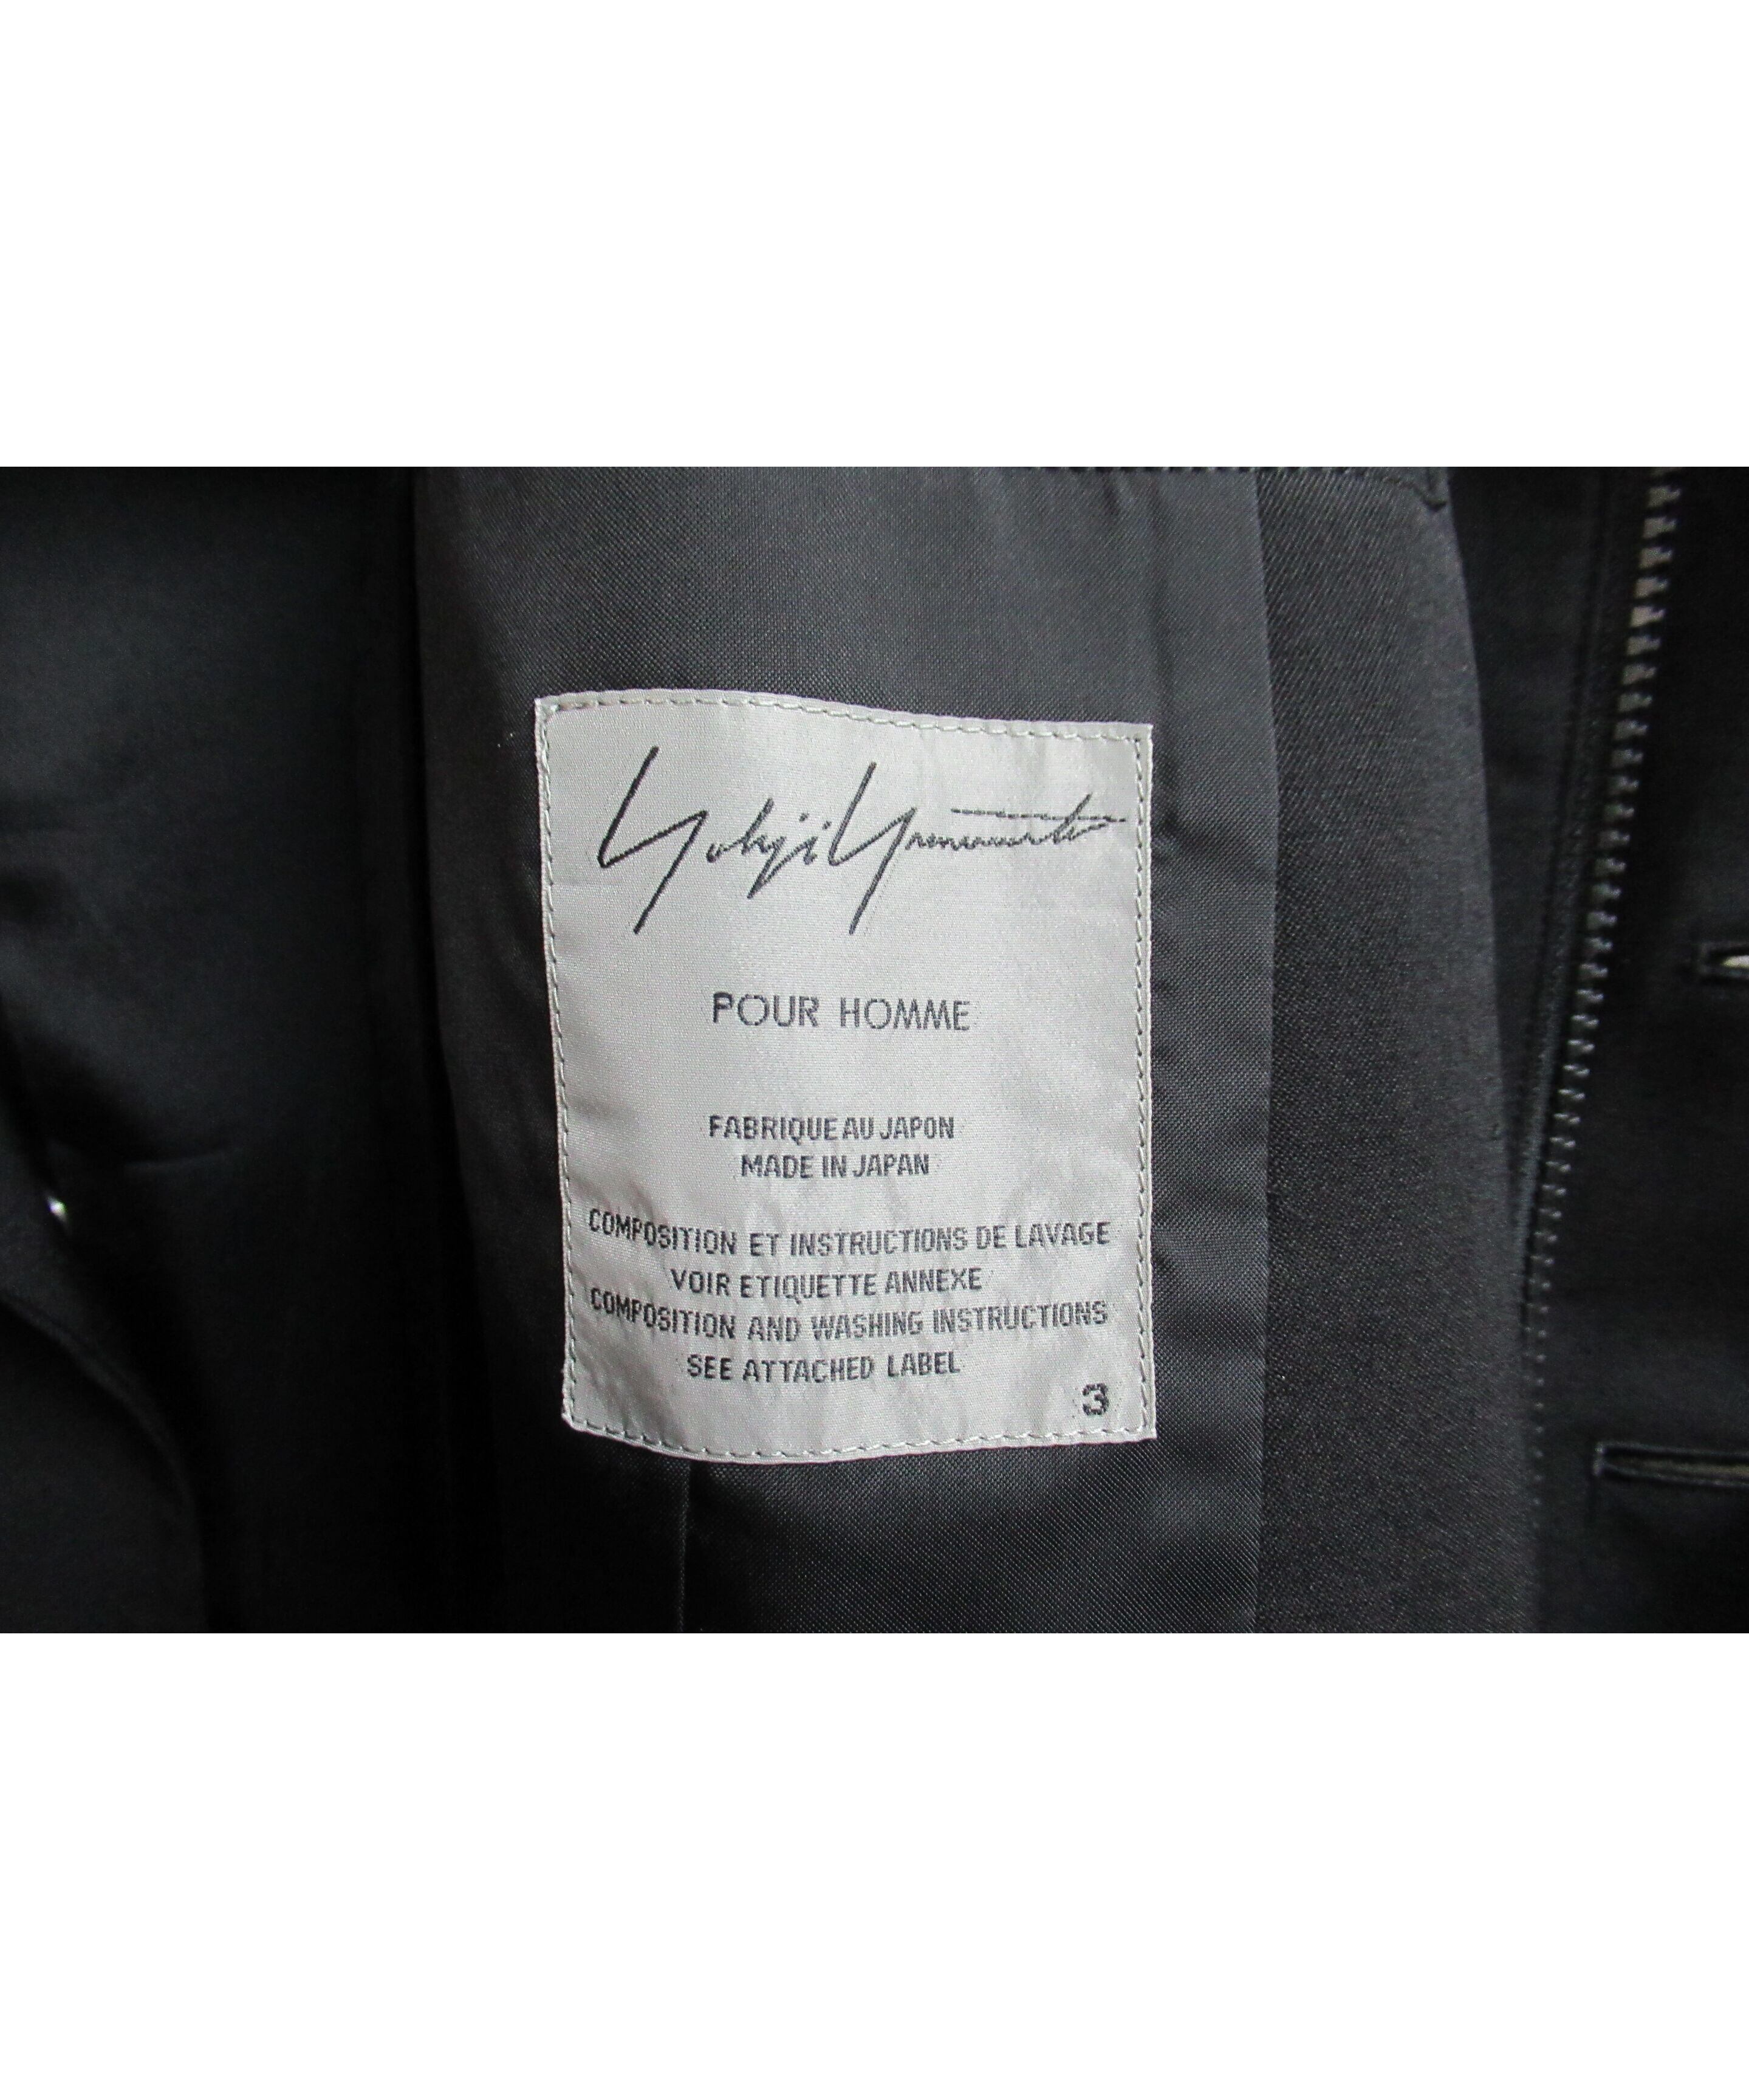 Yohji Yamamoto
POUR HOMME
FABRIQUE AU JAPON
MADE IN JAPAN
COMPOSITION ET INSTRUCTIONS DE LAVAGE
VOIR ETIQUETTE ANNEXE
COMPOSITION AND WASHING INSTRUCTIONS
SEE ATTACHED LABEL
3